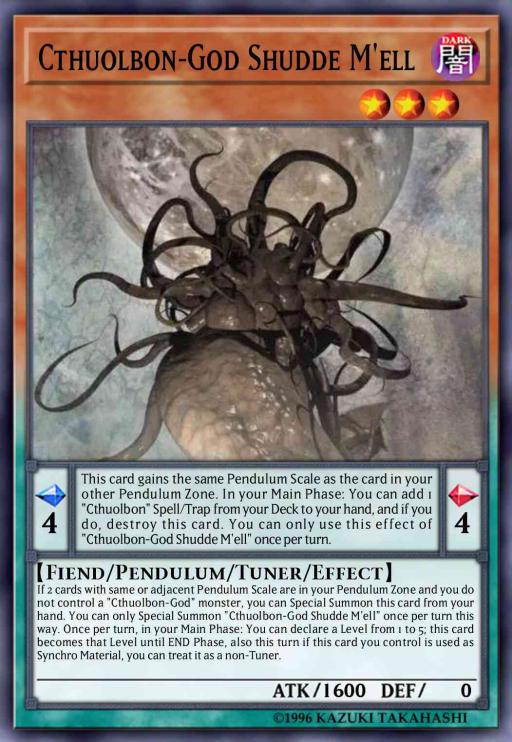 CTHUOLBON-GOD SHUDDE M'ELL
DARK
闇
This card gains the same Pendulum Scale as the card in your
other Pendulum Zone. In your Main Phase: You can add 1
"Cthuolbon" Spell/Trap from your Deck to your hand, and if you
do, destroy this card. You can only use this effect of
"Cthuolbon-God Shudde M'ell" once per turn.
4
4
【FIEND/PENDULUM/TUNER/EFFECT】
If 2 cards with same or adjacent Pendulum Scale are in your Pendulum Zone and you do
not control a "Cthuolbon-God" monster, you can Special Summon this card from your
hand. You can only Special Summon "Cthuolbon-God Shudde M'ell" once per turn this
way. Once per turn, in your Main Phase: You can declare a Level from 1 to 5; this card
becomes that Level until END Phase, also this turn if this card you control is used as
Synchro Material, you can treat it as a non-Tuner.
ATK/1600 DEF/ 0
©1996 KAZUKI TAKAHASHI